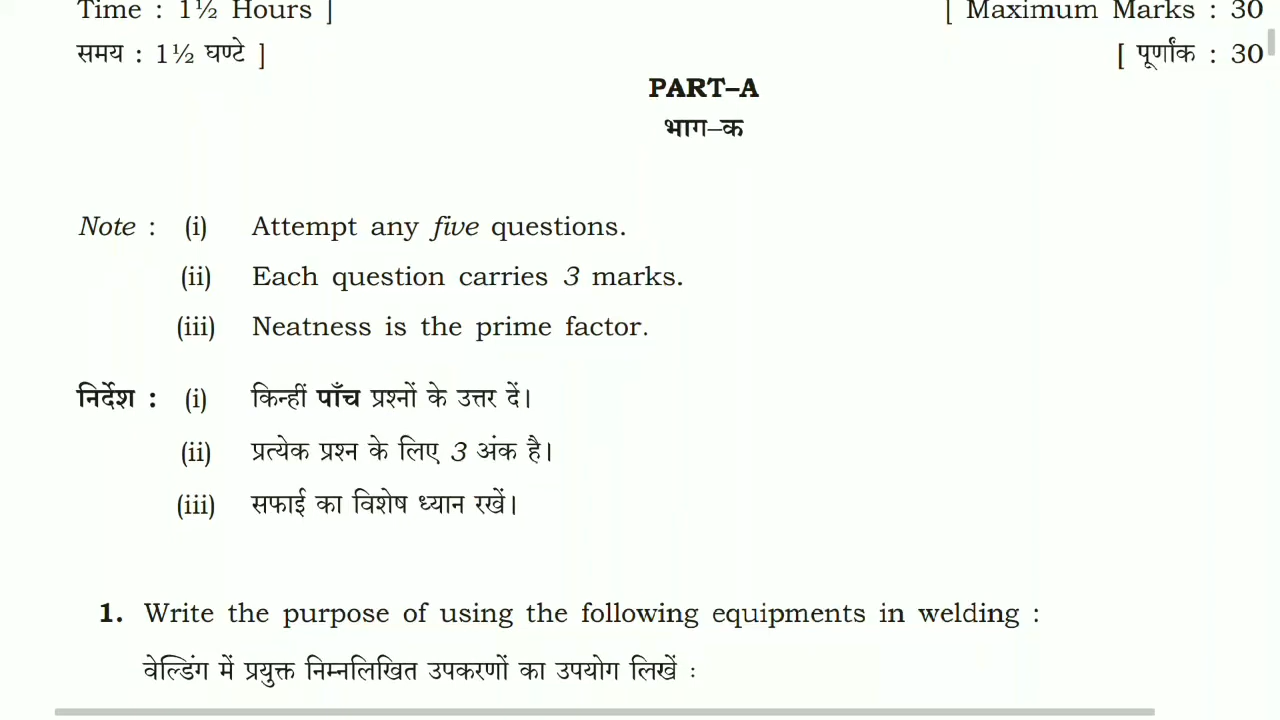 Time : 1½ Hours ] [ Maximum Marks : 30
समय : 1½ घण्टे ] [ पूर्णांक : 30
PART–A
भाग–क
Note : (i) Attempt any five questions.
(ii) Each question carries 3 marks.
(iii) Neatness is the prime factor.
निर्देश : (i) किन्हीं पाँच प्रश्नों के उत्तर दें।
(ii) प्रत्येक प्रश्न के लिए 3 अंक है।
(iii) सफाई का विशेष ध्यान रखें।
1. Write the purpose of using the following equipments in welding :
वेल्डिंग में प्रयुक्त निम्नलिखित उपकरणों का उपयोग लिखें :